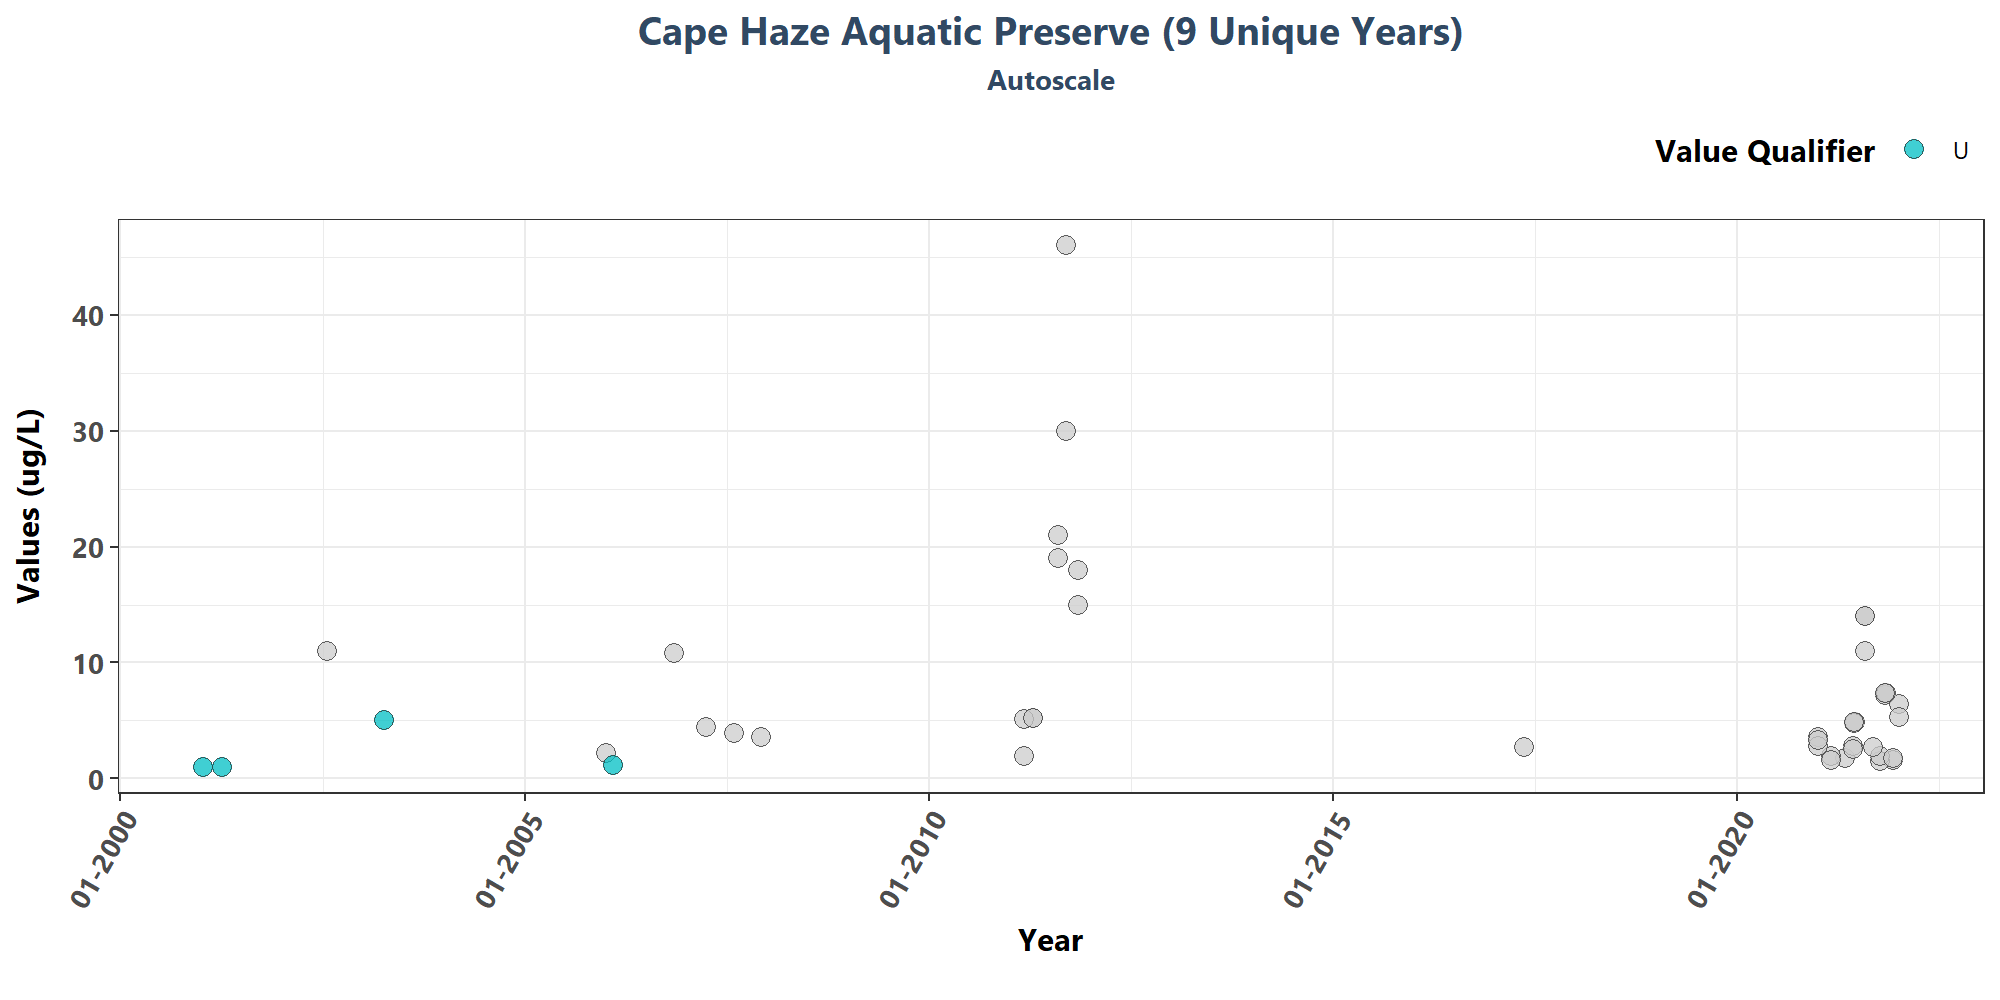 Cape Haze Aquatic Preserve (9 Unique Years)
Autoscale
Value Qualifier U
Values (ug/L)
40
30
20
10
0
01-2000 01-2005 01-2010 01-2015 01-2020
Year